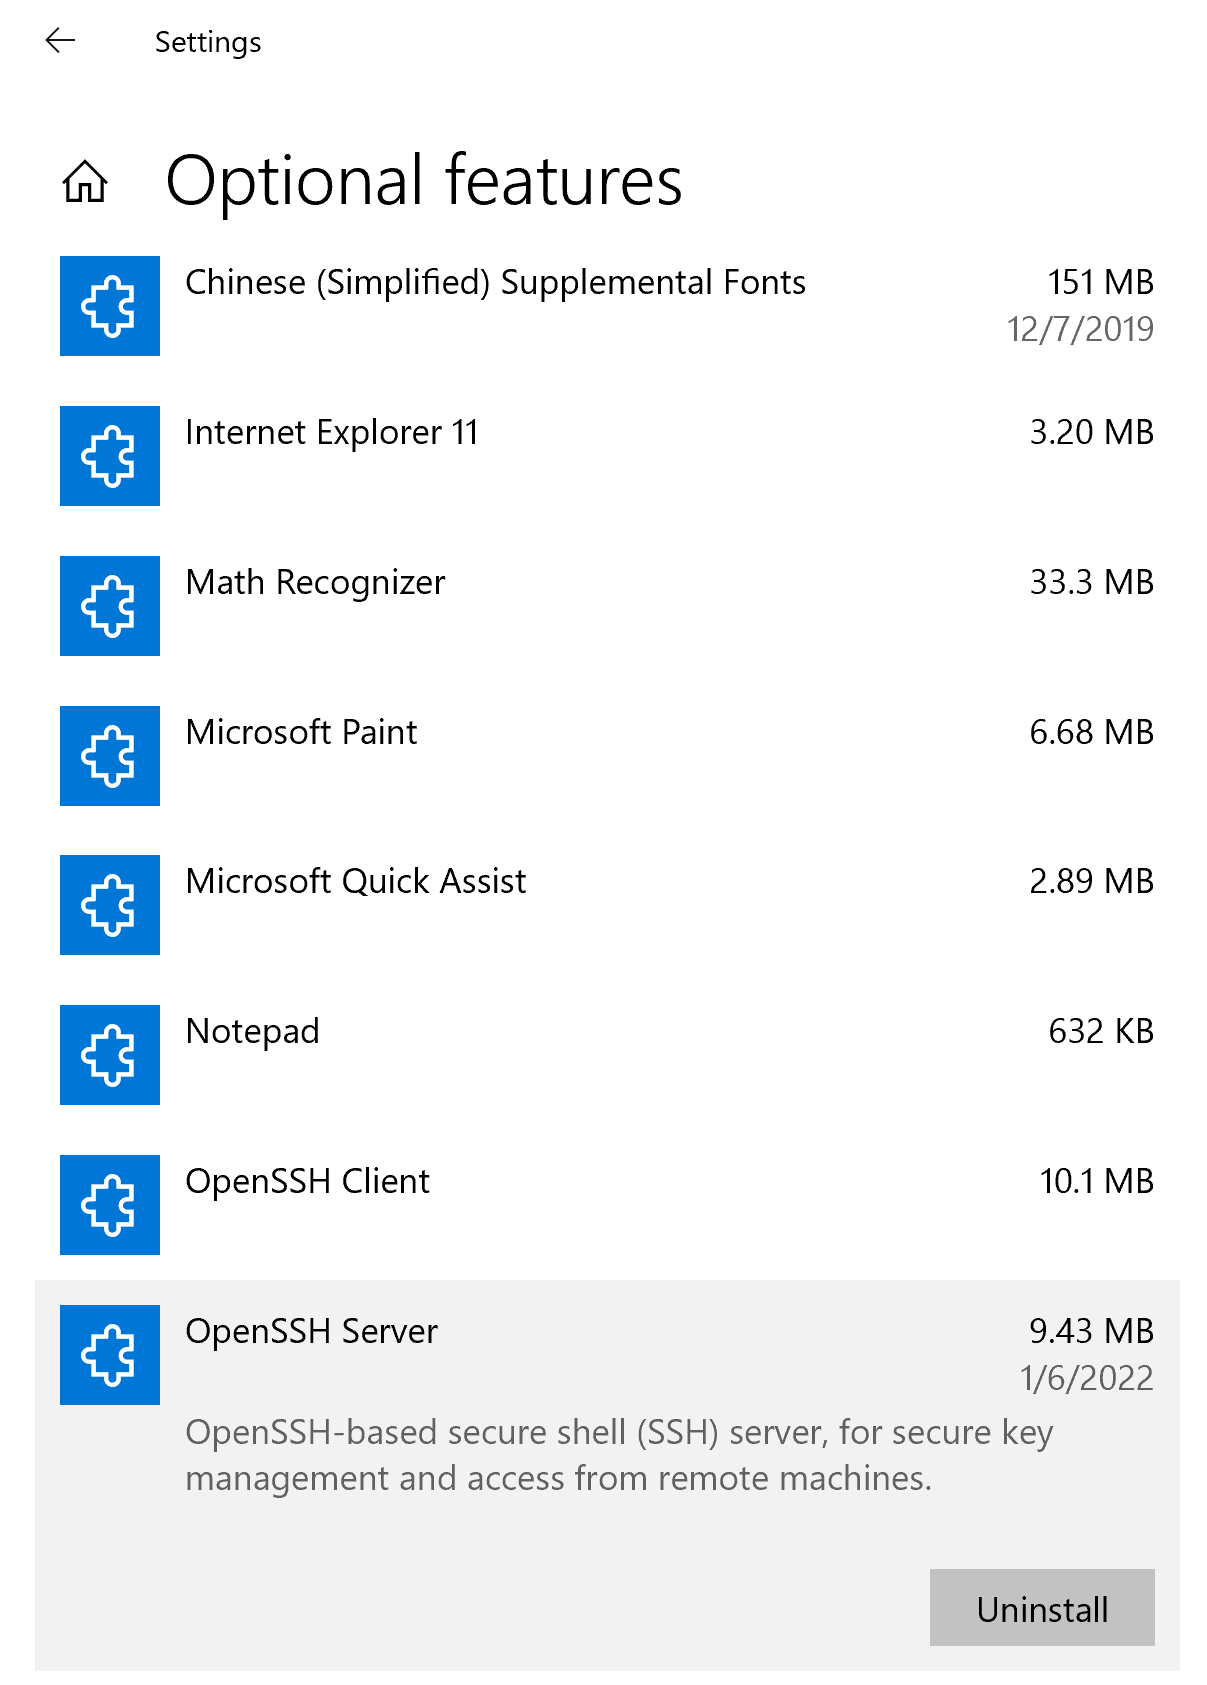 Settings
Optional features
Chinese (Simplified) Supplemental Fonts 151 MB
12/7/2019
Internet Explorer 11 3.20 MB
Math Recognizer 33.3 MB
Microsoft Paint 6.68 MB
Microsoft Quick Assist 2.89 MB
Notepad 632 KB
OpenSSH Client 10.1 MB
OpenSSH Server 9.43 MB
1/6/2022
OpenSSH-based secure shell (SSH) server, for secure key
management and access from remote machines.
Uninstall